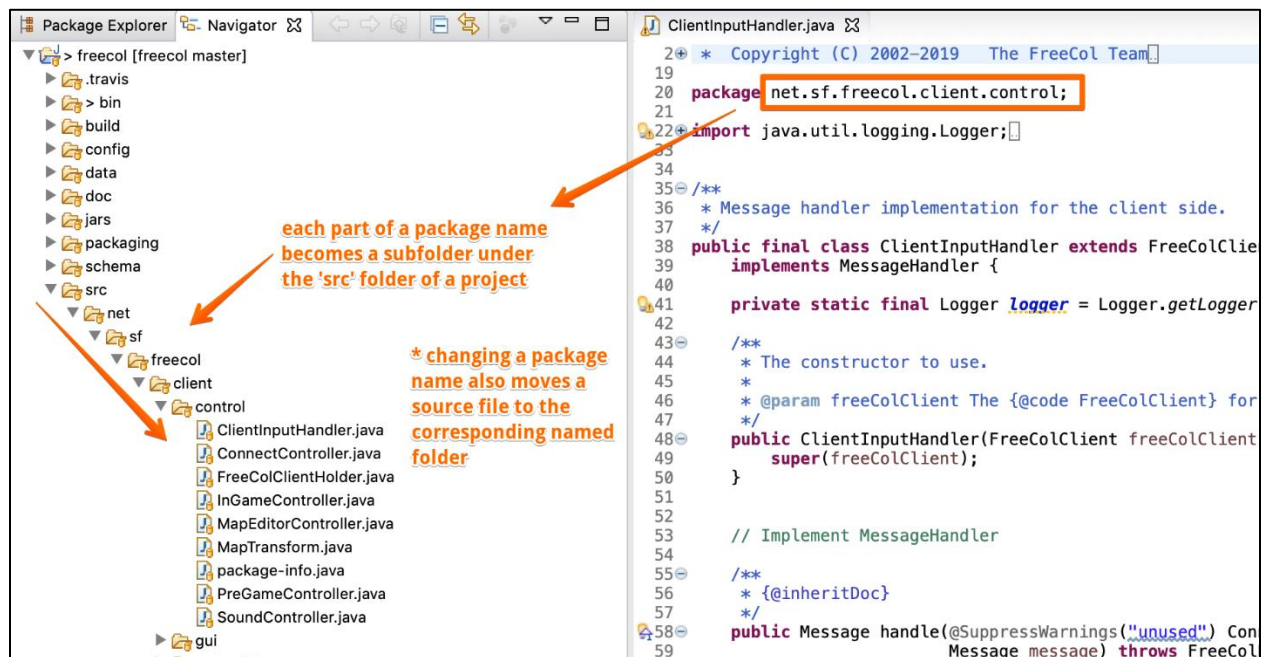 Package Explorer Navigator
> freecol [freecol master]
.travis
> bin
build
config
data
doc
jars
packaging
schema
src
net
sf
freecol
client
control
ClientInputHandler.java
ConnectController.java
FreeColClientHolder.java
InGameController.java
MapEditorController.java
MapTransform.java
package-info.java
PreGameController.java
SoundController.java
gui
each part of a package name
becomes a subfolder under
the 'src' folder of a project
* changing a package
name also moves a
source file to the
corresponding named
folder
ClientInputHandler.java
2 * Copyright (C) 2002-2019 The FreeCol Team
19
20 package net.sf.freecol.client.control;
21
22 import java.util.logging.Logger;
33
34
35 /**
36 * Message handler implementation for the client side.
37 */
38 public final class ClientInputHandler extends FreeColClie
39 implements MessageHandler {
40
41 private static final Logger logger = Logger.getLogger
42
43 /**
44 * The constructor to use.
45 *
46 * @param freeColClient The {@code FreeColClient} for
47 */
48 public ClientInputHandler(FreeColClient freeColClient
49 super(freeColClient);
50 }
51
52
53 // Implement MessageHandler
54
55 /**
56 * {@inheritDoc}
57 */
58 public Message handle(@SuppressWarnings("unused") Con
59 Message message) throws FreeCol